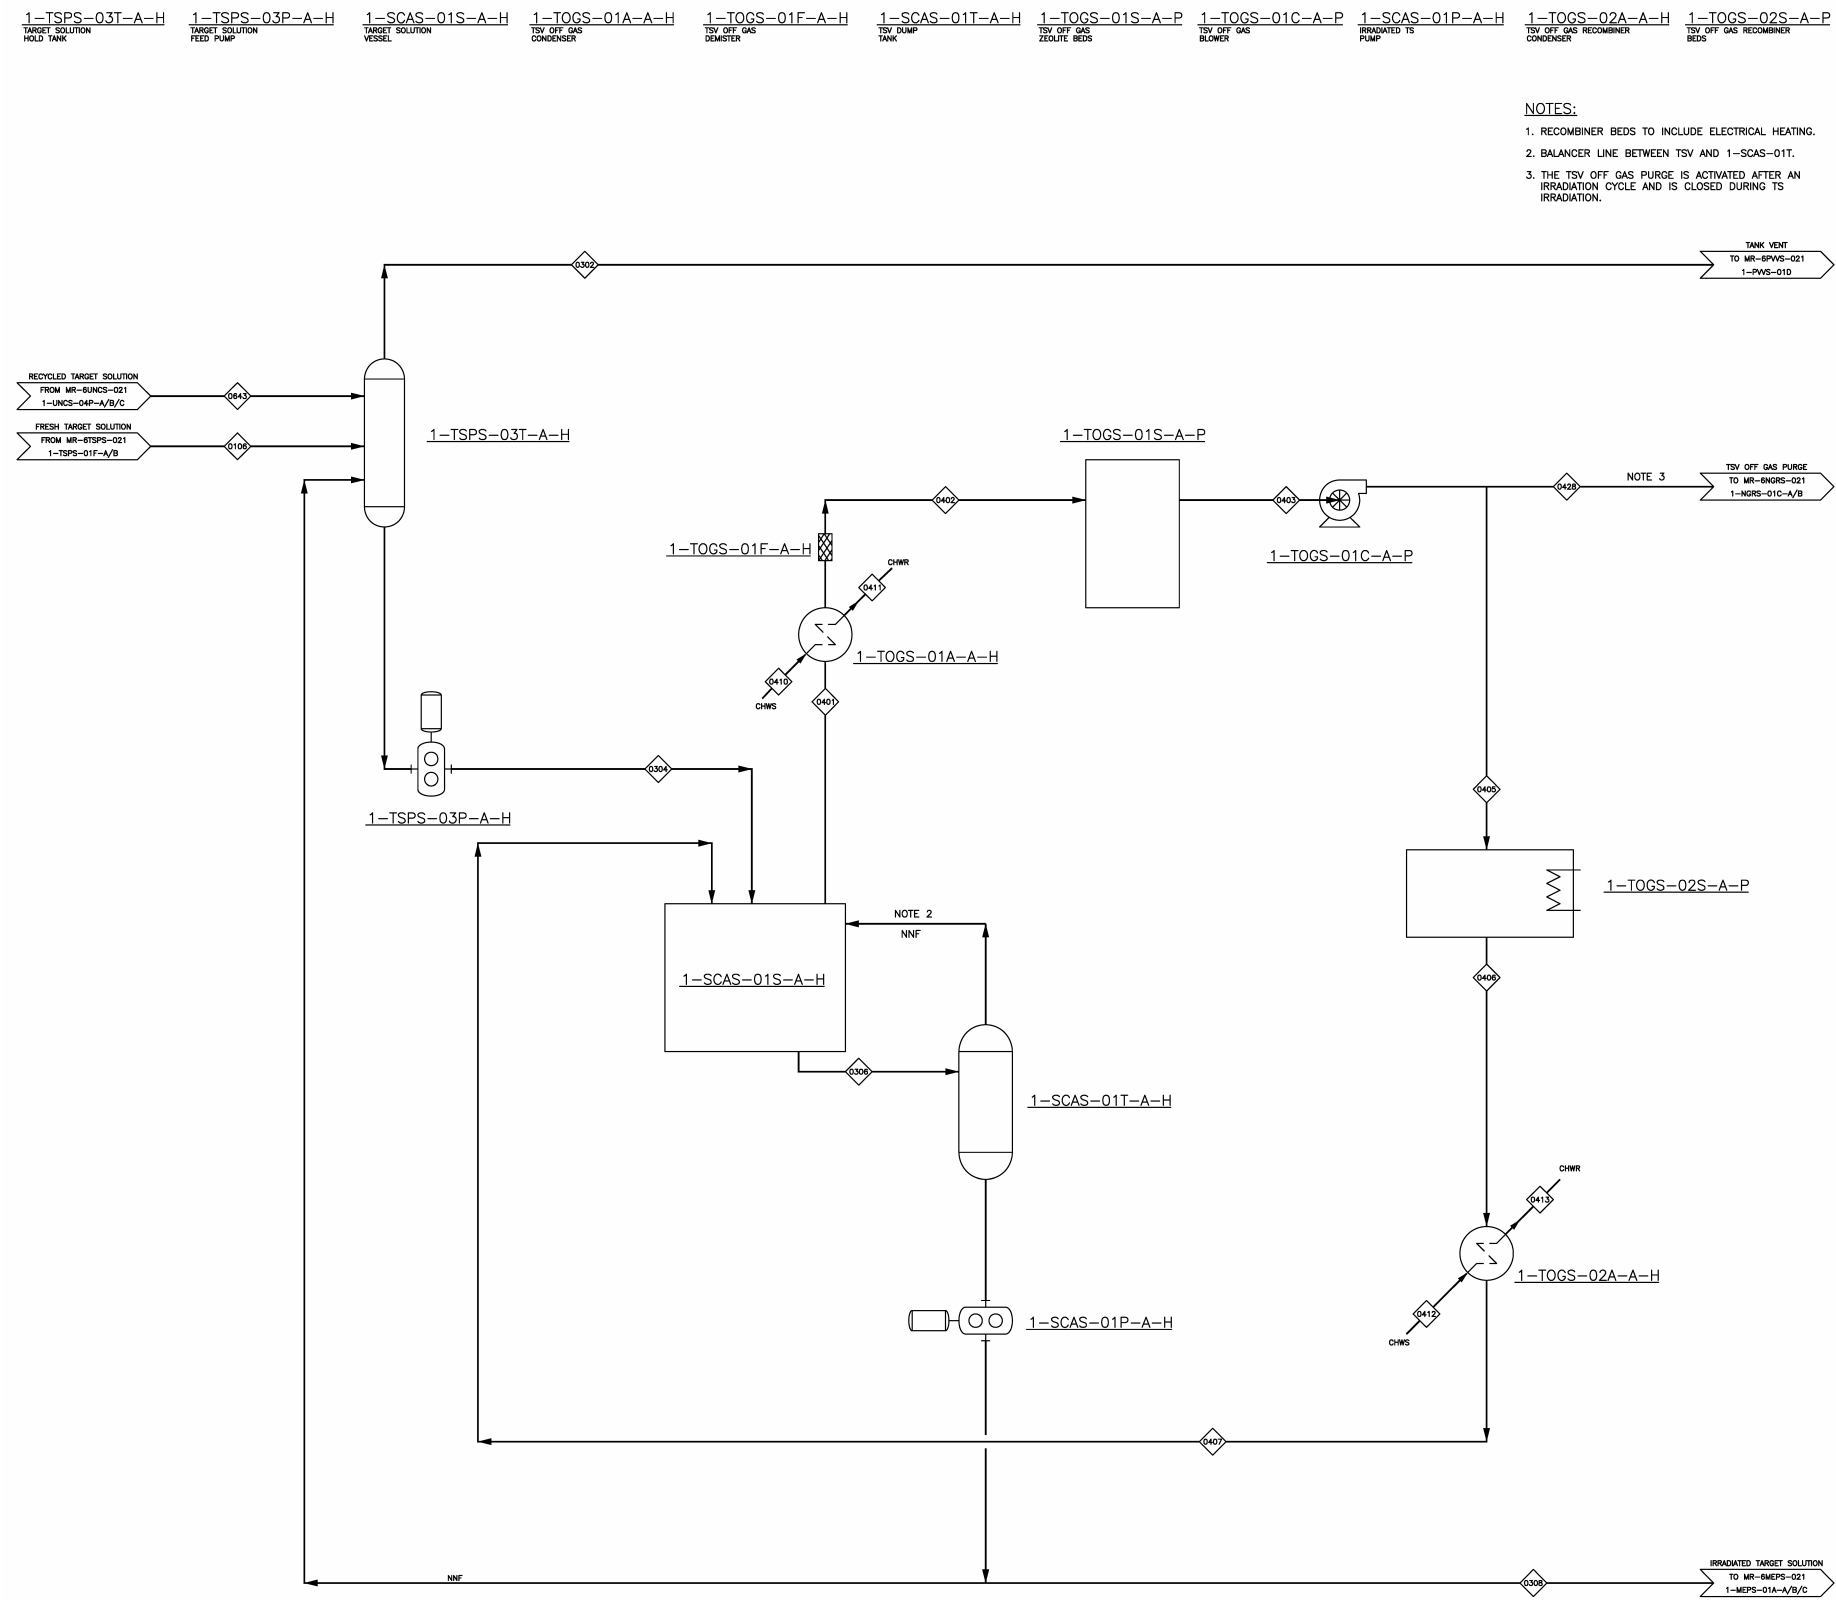 1-TSPS-03T-A-H
TARGET SOLUTION
HOLD TANK
1-TSPS-03P-A-H
TARGET SOLUTION
FEED PUMP
1-SCAS-01S-A-H
TARGET SOLUTION
VESSEL
1-TOGS-01A-A-H
TSV OFF GAS
CONDENSER
1-TOGS-01F-A-H
TSV OFF GAS
DEMISTER
1-SCAS-01T-A-H
TSV DUMP
TANK
1-TOGS-01S-A-P
TSV OFF GAS
ZEOLITE BEDS
1-TOGS-01C-A-P
TSV OFF GAS
BLOWER
1-SCAS-01P-A-H
IRRADIATED TS
PUMP
1-TOGS-02A-A-H
TSV OFF GAS RECOMBINER
CONDENSER
1-TOGS-02S-A-P
TSV OFF GAS RECOMBINER
BEDS
NOTES:
1. RECOMBINER BEDS TO INCLUDE ELECTRICAL HEATING.
2. BALANCER LINE BETWEEN TSV AND 1-SCAS-01T.
3. THE TSV OFF GAS PURGE IS ACTIVATED AFTER AN
IRRADIATION CYCLE AND IS CLOSED DURING TS
IRRADIATION.
TANK VENT
TO MR-6PVVS-021
1-PVVS-01D
0302
RECYCLED TARGET SOLUTION
FROM MR-6UNCS-021
1-UNCS-04P-A/B/C
0643
FRESH TARGET SOLUTION
FROM MR-6TSPS-021
1-TSPS-01F-A/B
0106
1-TSPS-03T-A-H
1-TOGS-01S-A-P
TSV OFF GAS PURGE
TO MR-6NGRS-021
1-NGRS-01C-A/B
NOTE 3
0428
0402
0403
1-TOGS-01F-A-H
1-TOGS-01C-A-P
CHWR
0411
1-TOGS-01A-A-H
0410
CHWS
0401
0304
0405
1-TSPS-03P-A-H
1-TOGS-02S-A-P
NOTE 2
NNF
1-SCAS-01S-A-H
0406
0306
1-SCAS-01T-A-H
CHWR
0413
1-TOGS-02A-A-H
0412
CHWS
1-SCAS-01P-A-H
0407
NNF
0308
IRRADIATED TARGET SOLUTION
TO MR-6MEPS-021
1-MEPS-01A-A/B/C